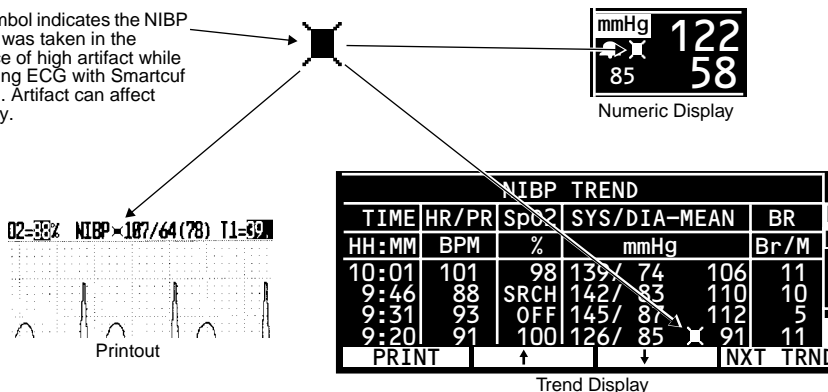 mbol indicates the NIBP
was taken in the
e of high artifact while
ng ECG with Smartcuf
. Artifact can affect
y.
mmHg 122
85 58
Numeric Display
O2=88% NIBP 107/64(78) T1=39.
Printout
NIBP TREND
TIME HR/PR SpO2 SYS/DIA-MEAN BR
HH:MM BPM % mmHg Br/M
10:01 101 98 139/ 74 106 11
9:46 88 SRCH 142/ 83 110 10
9:31 93 OFF 145/ 87 112 5
9:20 91 100 126/ 85 91 11
PRINT ↑ ↓ NXT TRND
Trend Display